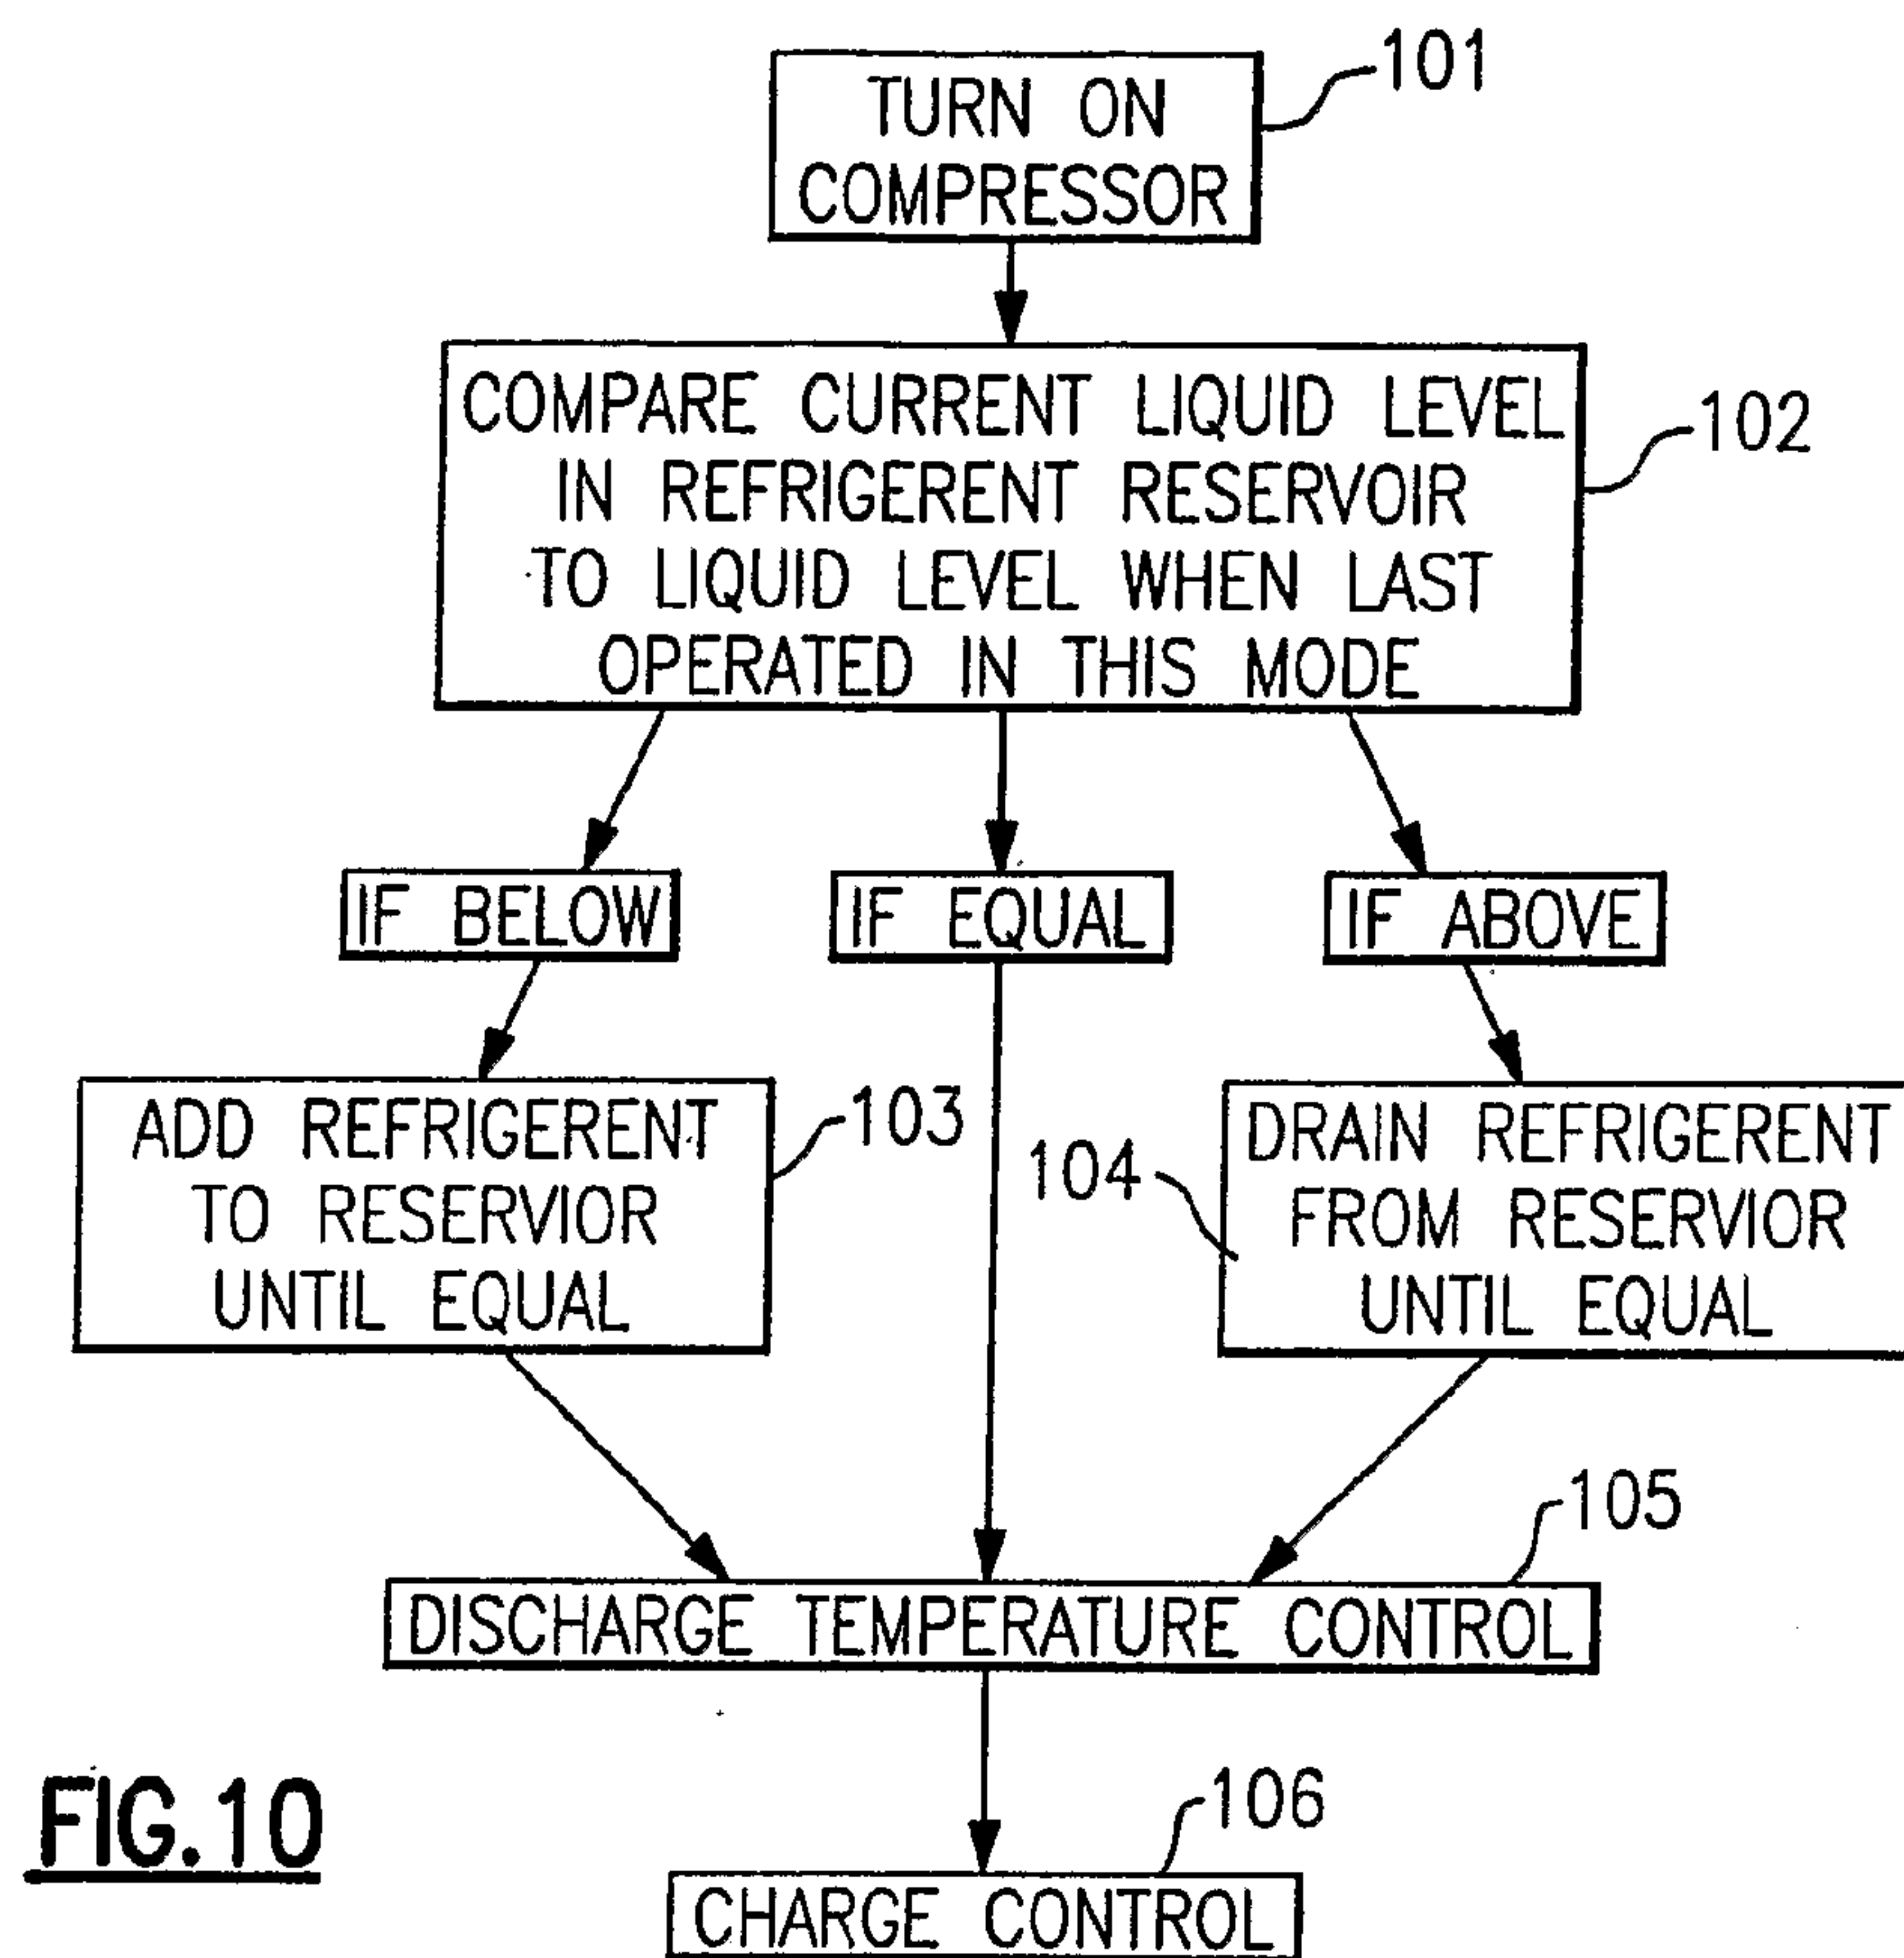 101
TURN ON
COMPRESSOR
COMPARE CURRENT LIQUID LEVEL
IN REFRIGERENT RESERVOIR
TO LIQUID LEVEL WHEN LAST
OPERATED IN THIS MODE
102
IF BELOW
IF EQUAL
IF ABOVE
ADD REFRIGERENT
TO RESERVIOR
UNTIL EQUAL
103
104
DRAIN REFRIGERENT
FROM RESERVIOR
UNTIL EQUAL
105
DISCHARGE TEMPERATURE CONTROL
106
CHARGE CONTROL
FIG.10